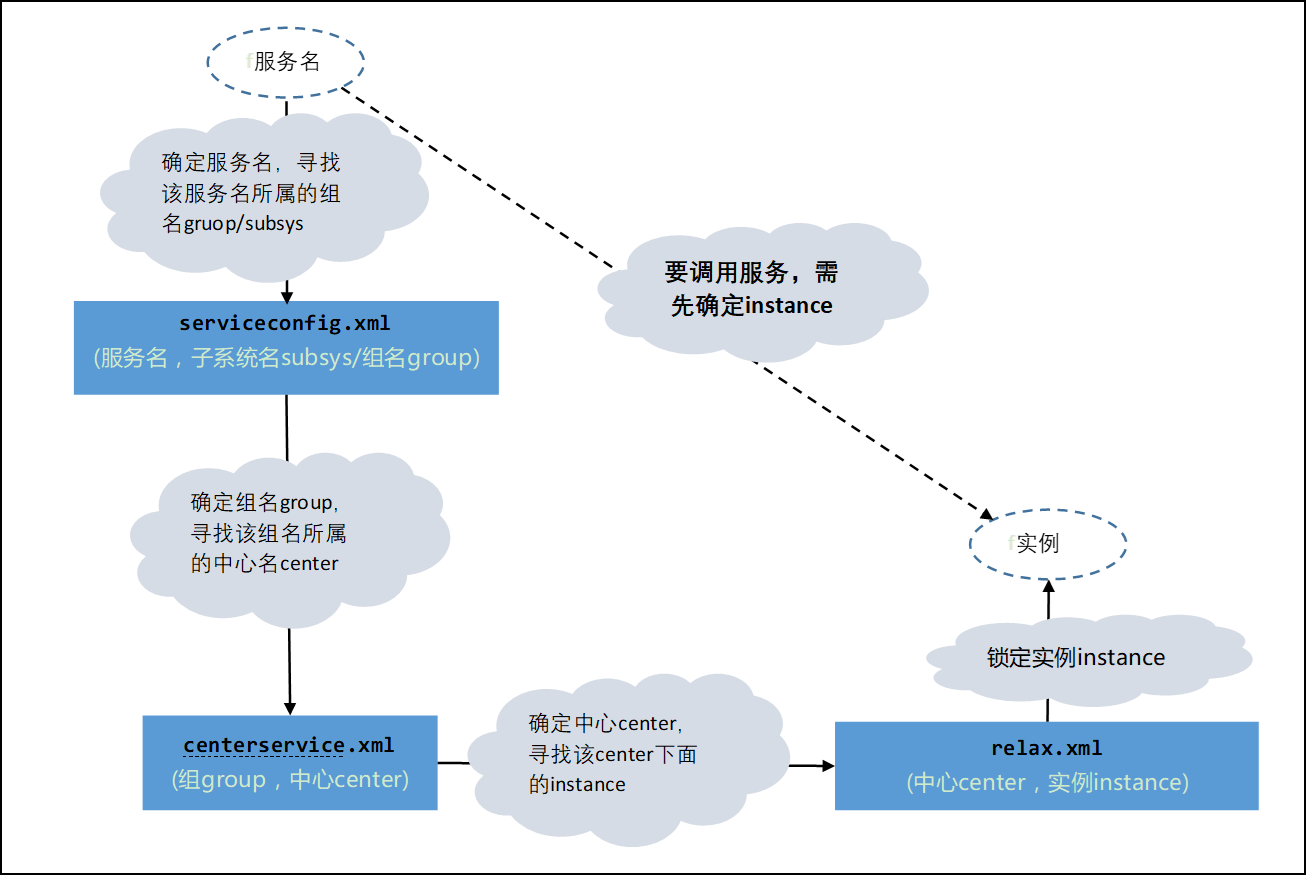 f服务名
确定服务名，寻找
该服务名所属的组
名gruop/subsys
serviceconfig.xml
(服务名，子系统名subsys/组名group)
要调用服务，需
先确定instance
确定组名group,
寻找该组名所属
的中心名center
f实例
锁定实例instance
centerservice.xml
(组group，中心center)
确定中心center,
寻找该center下面
的instance
relax.xml
(中心center，实例instance)